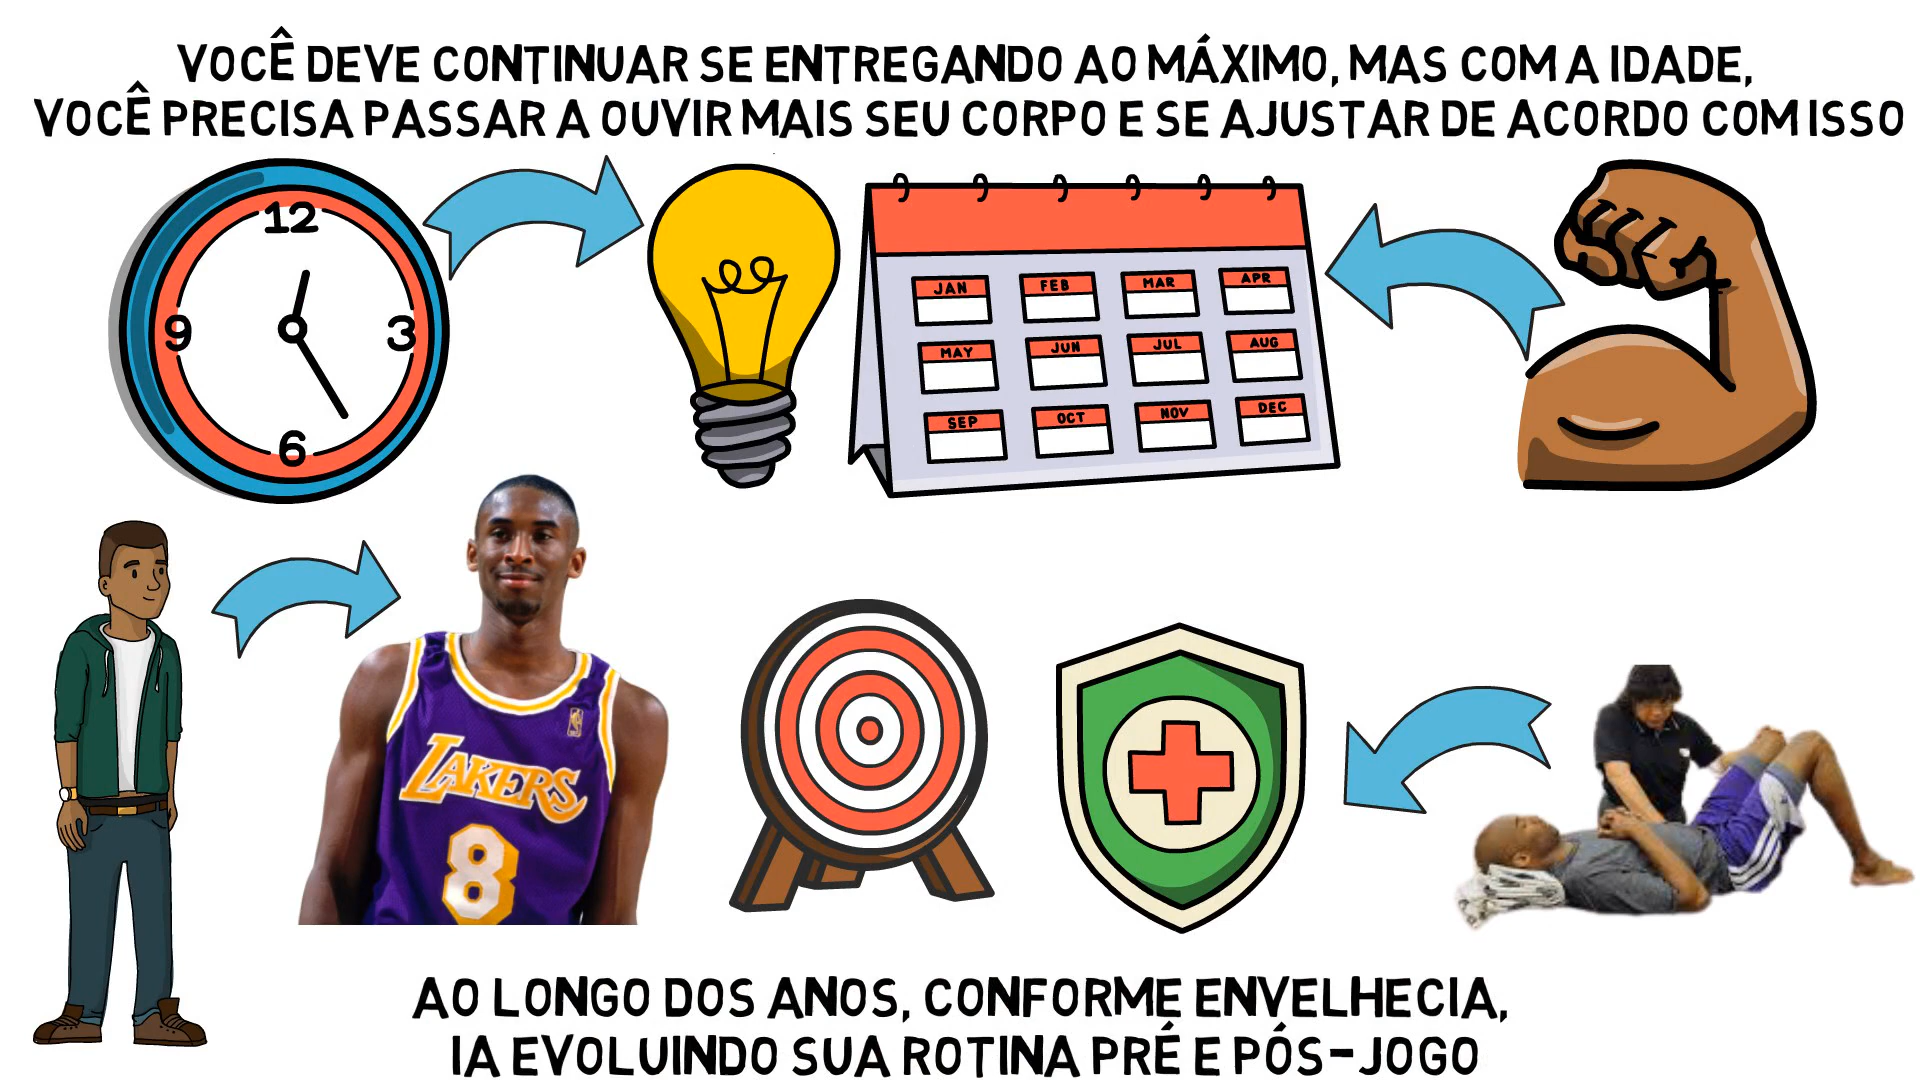 VOCÊ DEVE CONTINUAR SE ENTREGANDO AO MÁXIMO, MAS COM A IDADE,
VOCÊ PRECISA PASSAR A OUVIR MAIS SEU CORPO E SE AJUSTAR DE ACORDO COM ISSO
12
9 3
6
JAN FEB MAR APR
MAY JUN JUL AUG
SEP OCT NOV DEC
LAKERS
8
AO LONGO DOS ANOS, CONFORME ENVELHECIA,
IA EVOLUINDO SUA ROTINA PRÉ E PÓS-JOGO